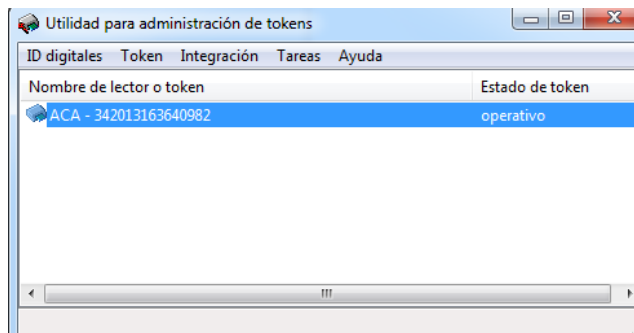 Utilidad para administración de tokens
ID digitales Token Integración Tareas Ayuda
Nombre de lector o token Estado de token
ACA - 342013163640982 operativo